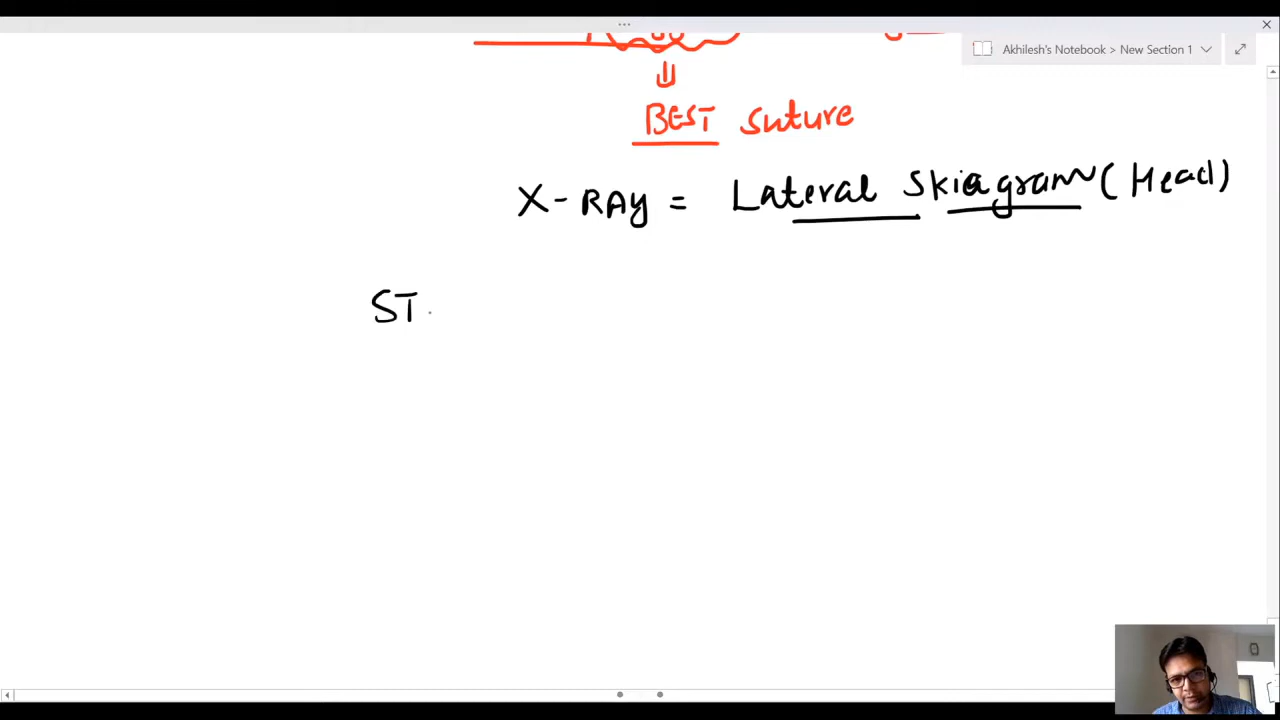 Akhilesh's Notebook > New Section 1
BEST Suture
X-RAY = Lateral Skiagram (Head)
ST